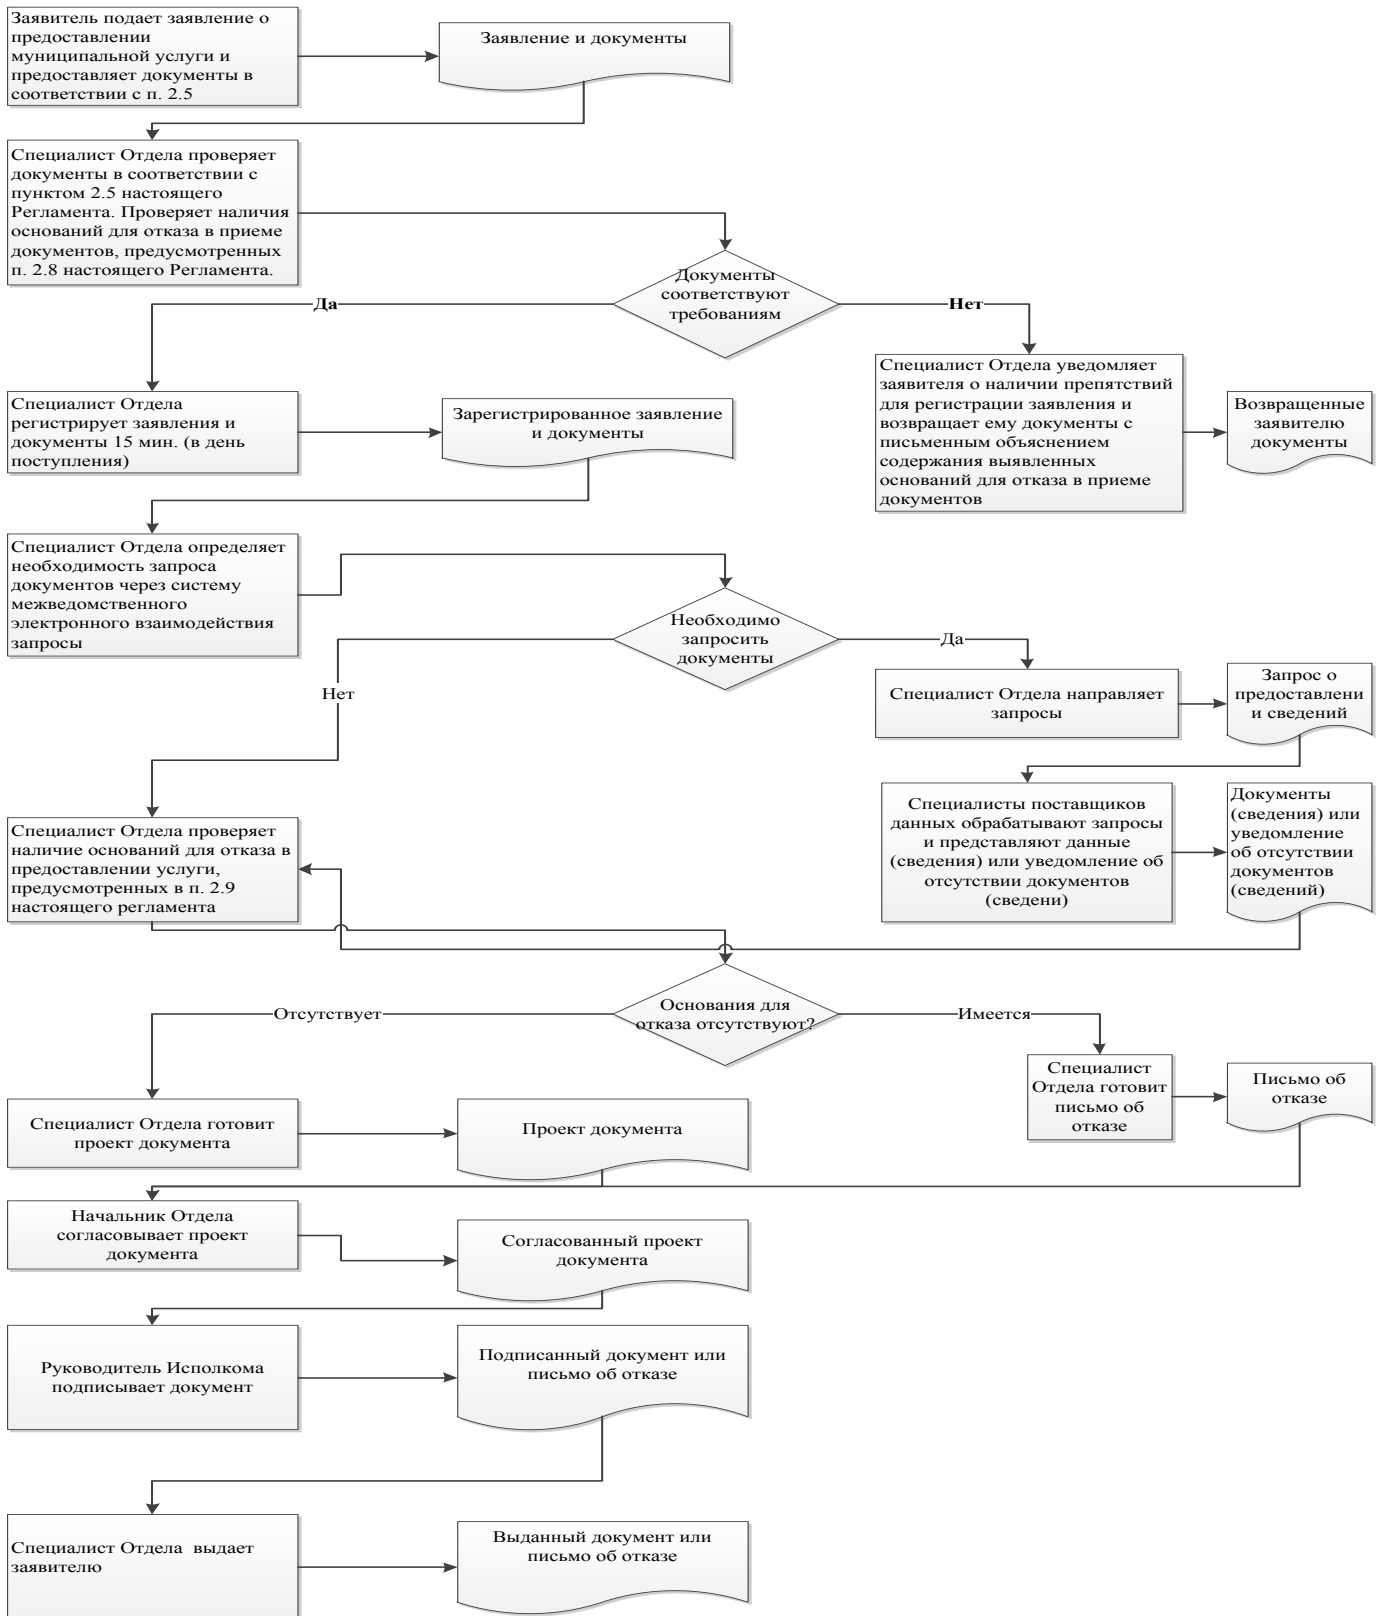 Заявитель подает заявление о
предоставлении
муниципальной услуги и
предоставляет документы в
соответствии с п. 2.5
Заявление и документы
Специалист Отдела проверяет
документы в соответствии с
пунктом 2.5 настоящего
Регламента. Проверяет наличия
оснований для отказа в приеме
документов, предусмотренных
п. 2.8 настоящего Регламента.
Документы
соответствуют
требованиям
Да
Нет
Специалист Отдела
регистрирует заявления и
документы 15 мин. (в день
поступления)
Зарегистрированное заявление
и документы
Специалист Отдела уведомляет
заявителя о наличии препятствий
для регистрации заявления и
возвращает ему документы с
письменным объяснением
содержания выявленных
оснований для отказа в приеме
документов
Возвращенные
заявителю
документы
Специалист Отдела определяет
необходимость запроса
документов через систему
межведомственного
электронного взаимодействия
запросы
Необходимо
запросить
документы
Да
Нет
Специалист Отдела направляет
запросы
Запрос о
предоставлени
и сведений
Специалисты поставщиков
данных обрабатывают запросы
и представляют данные
(сведения) или уведомление об
отсутствии документов
(сведени)
Документы
(сведения) или
уведомление
об отсутствии
документов
(сведений)
Специалист Отдела проверяет
наличие оснований для отказа в
предоставлении услуги,
предусмотренных в п. 2.9
настоящего регламента
Основания для
отказа отсутствуют?
Отсутствует
Имеется
Специалист
Отдела готовит
письмо об
отказе
Письмо об
отказе
Специалист Отдела готовит
проект документа
Проект документа
Начальник Отдела
согласовывает проект
документа
Согласованный проект
документа
Руководитель Исполкома
подписывает документ
Подписанный документ или
письмо об отказе
Специалист Отдела  выдает
заявителю
Выданный документ или
письмо об отказе